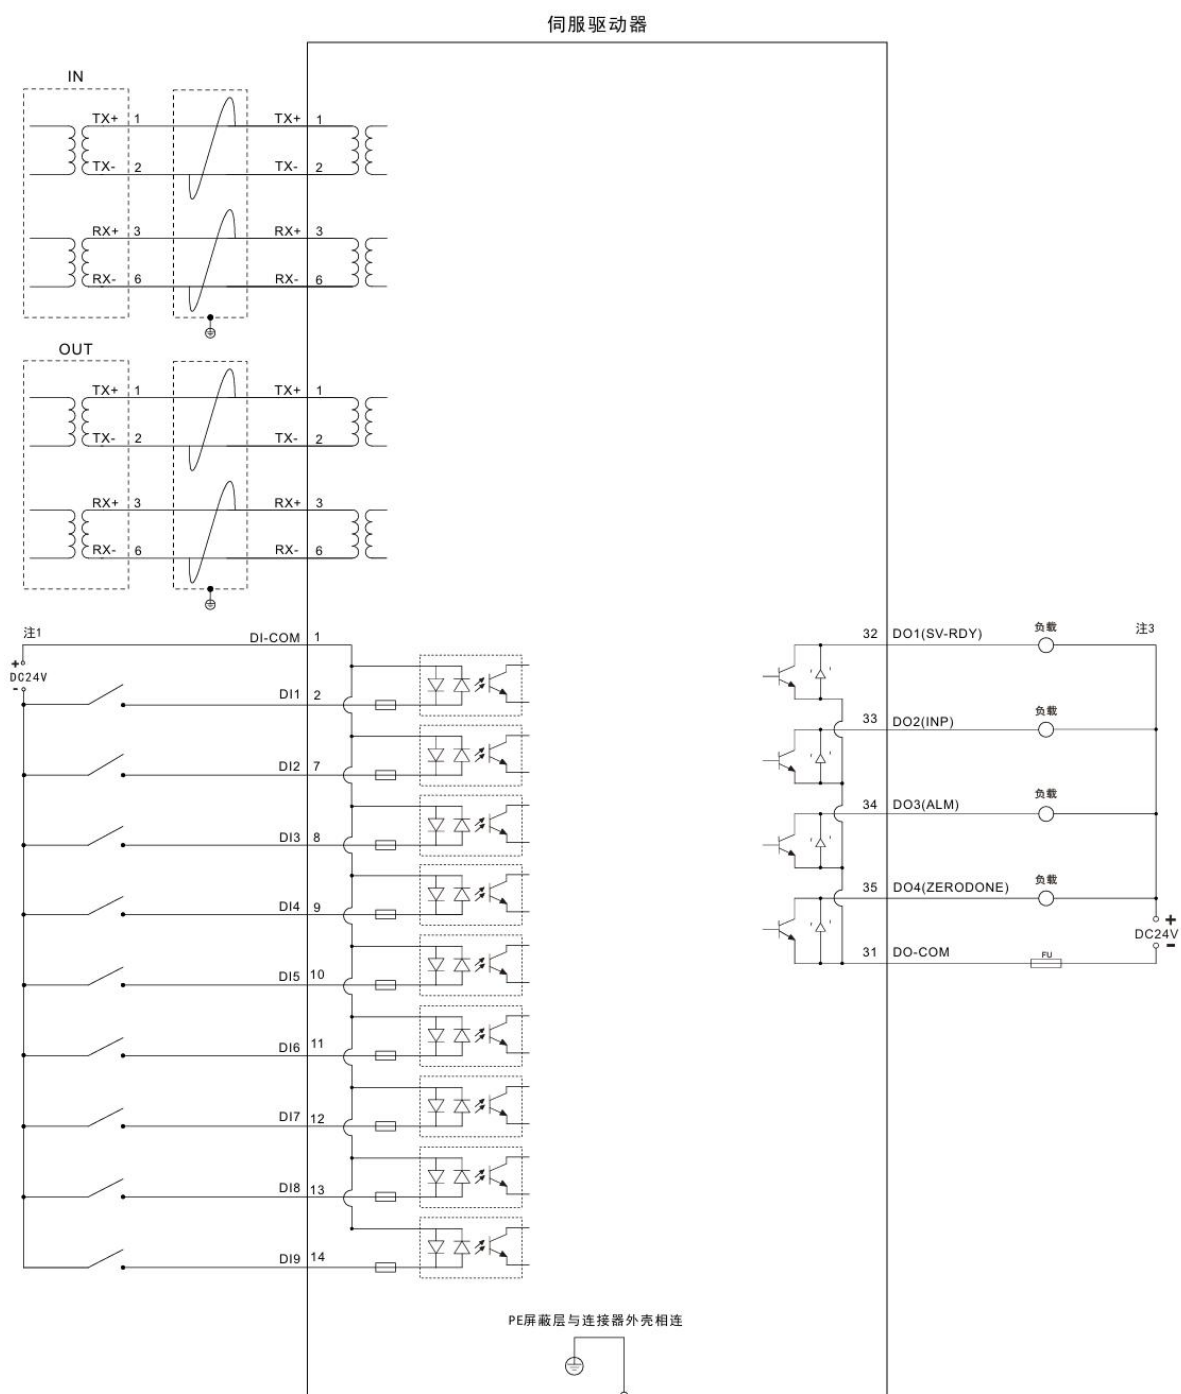 伺服驱动器
IN
TX+ 1 TX+ 1
TX- 2 TX- 2
RX+ 3 RX+ 3
RX- 6 RX- 6
OUT
TX+ 1 TX+ 1
TX- 2 TX- 2
RX+ 3 RX+ 3
RX- 6 RX- 6
注1 DI-COM 1
+
DC24V
-
DI1 2
DI2 7
DI3 8
DI4 9
DI5 10
DI6 11
DI7 12
DI8 13
DI9 14
32 DO1(SV-RDY) 负载 注3
33 DO2(INP) 负载
34 DO3(ALM) 负载
35 DO4(ZERODONE) 负载
+
DC24V
-
31 DO-COM FU
PE屏蔽层与连接器外壳相连